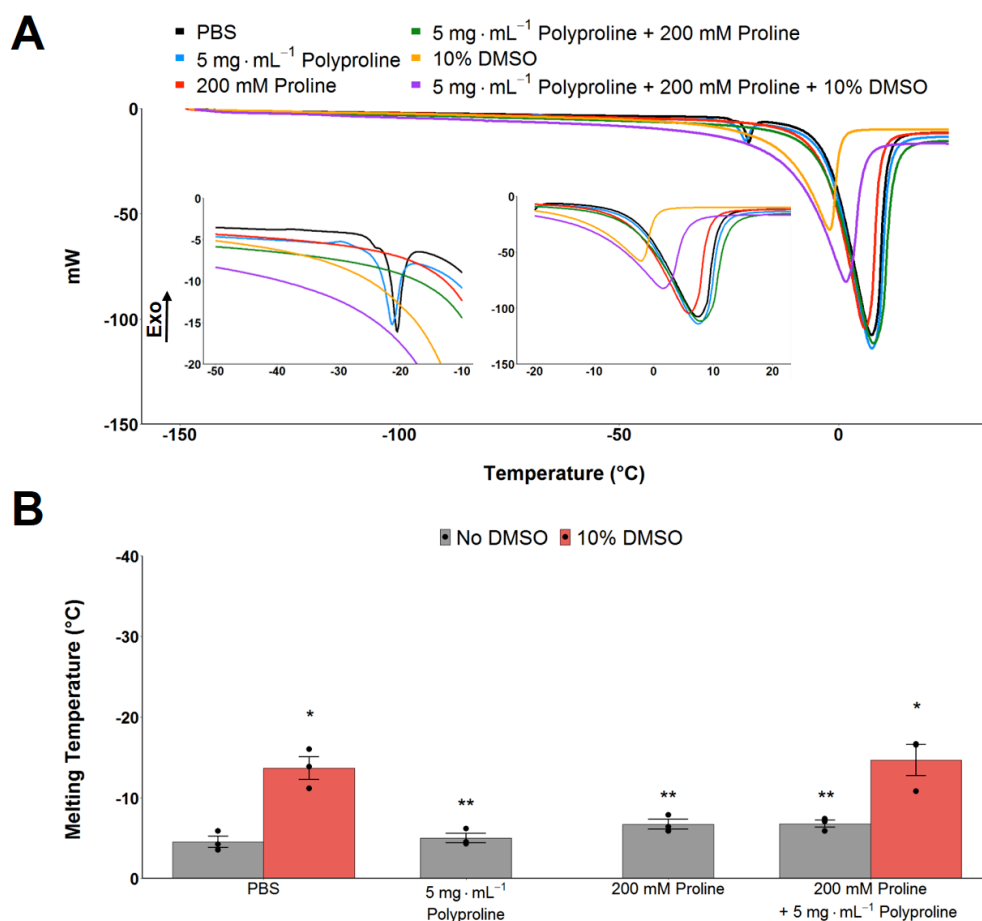 A
PBS
5 mg · mL⁻¹ Polyproline
200 mM Proline
5 mg · mL⁻¹ Polyproline + 200 mM Proline
10% DMSO
5 mg · mL⁻¹ Polyproline + 200 mM Proline + 10% DMSO
0
-50
-100
-150
mW
Exo
0
-5
-10
-15
-20
-50
-40
-30
-20
-10
0
-50
-100
-150
-20
0
10
20
-150
-100
-50
0
Temperature (°C)
B
No DMSO
10% DMSO
-40
-30
-20
-10
0
Melting Temperature (°C)
*
**
**
**
*
PBS
5 mg · mL⁻¹
Polyproline
200 mM Proline
200 mM Proline
+ 5 mg · mL⁻¹ Polyproline